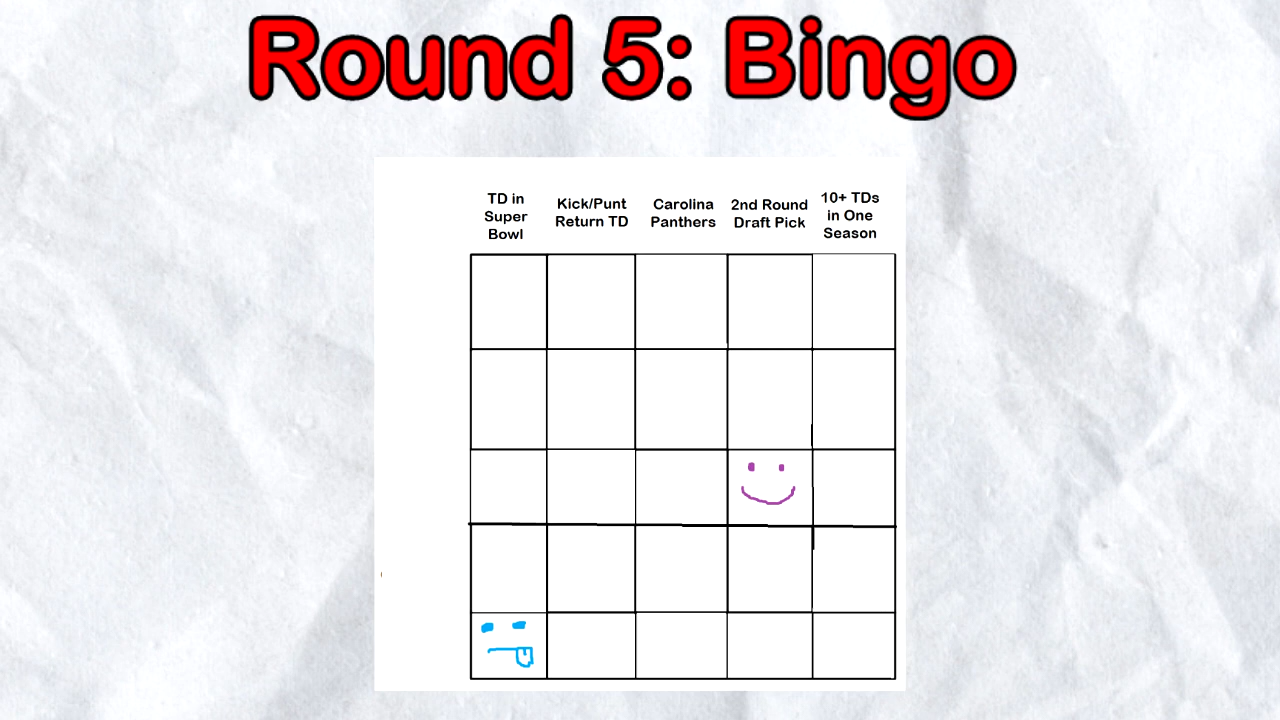 Round 5: Bingo
TD in
Super
Bowl
Kick/Punt
Return TD
Carolina
Panthers
2nd Round
Draft Pick
10+ TDs
in One
Season